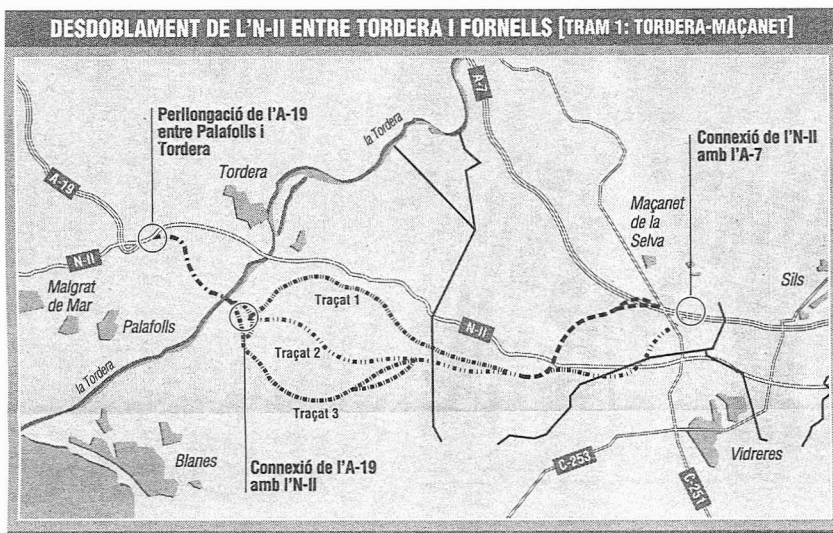 DESDOBLAMENT DE L'N-II ENTRE TORDERA I FORNELLS [TRAM 1: TORDERA-MAÇANET]
Perllongació de l'A-19
entre Palafolls i
Tordera
la Tordera
A-7
Connexió de l'N-II
amb l'A-7
Tordera
A-19
Maçanet
de la
Selva
N-II
Malgrat
de Mar
Sils
Traçat 1
Palafolls
N-II
Traçat 2
la Tordera
Traçat 3
Blanes
Connexió de l'A-19
amb l'N-II
C-253
C-251
Vidreres